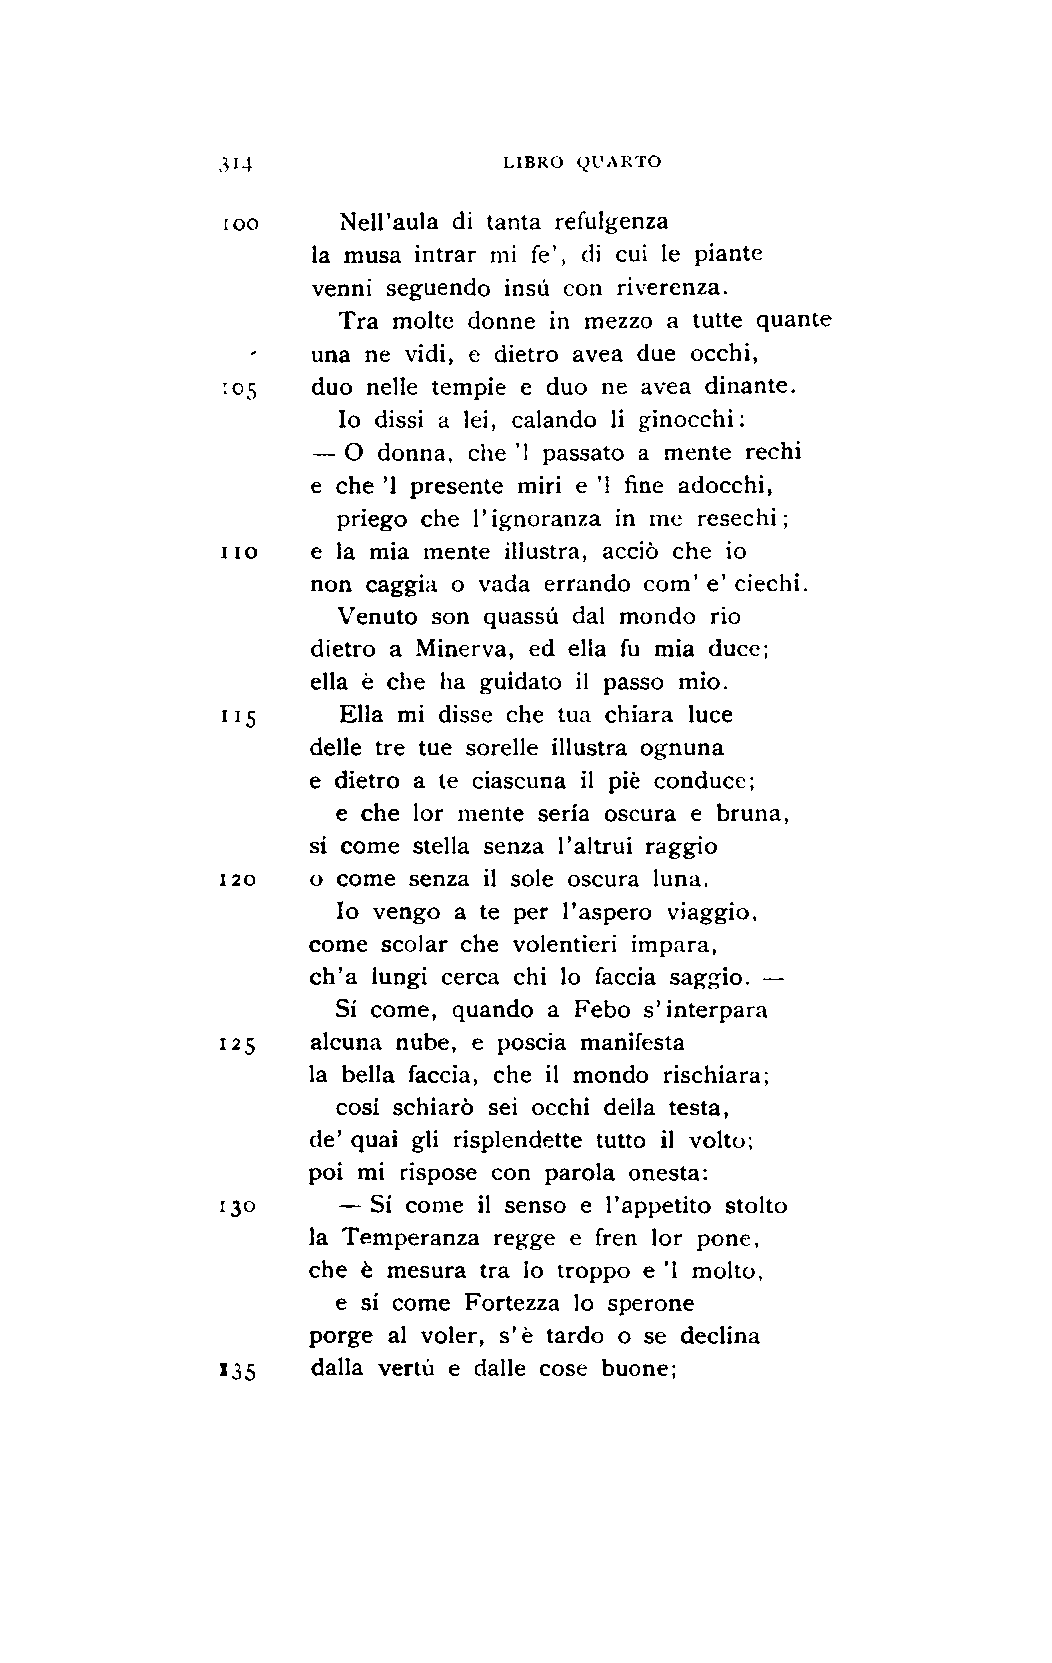 314 LIBRO QUARTO
100 Nell'aula di tanta refulgenza
la musa intrar mi fe', di cui le piante
venni seguendo insú con riverenza.
Tra molte donne in mezzo a tutte quante
una ne vidi, e dietro avea due occhi,
105 duo nelle tempie e duo ne avea dinante.
Io dissi a lei, calando li ginocchi:
— O donna, che 'l passato a mente rechi
e che 'l presente miri e 'l fine adocchi,
priego che l'ignoranza in me resechi;
110 e la mia mente illustra, acciò che io
non caggia o vada errando com' e' ciechi.
Venuto son quassú dal mondo rio
dietro a Minerva, ed ella fu mia duce;
ella è che ha guidato il passo mio.
115 Ella mi disse che tua chiara luce
delle tre tue sorelle illustra ognuna
e dietro a te ciascuna il piè conduce;
e che lor mente sería oscura e bruna,
sí come stella senza l'altrui raggio
120 o come senza il sole oscura luna.
Io vengo a te per l'aspero viaggio,
come scolar che volentieri impara,
ch'a lungi cerca chi lo faccia saggio. —
Sí come, quando a Febo s'interpara
125 alcuna nube, e poscia manifesta
la bella faccia, che il mondo rischiara;
cosí schiarò sei occhi della testa,
de' quai gli risplendette tutto il volto;
poi mi rispose con parola onesta:
130 — Sí come il senso e l'appetito stolto
la Temperanza regge e fren lor pone,
che è mesura tra lo troppo e 'l molto,
e sí come Fortezza lo sperone
porge al voler, s'è tardo o se declina
135 dalla vertú e dalle cose buone;